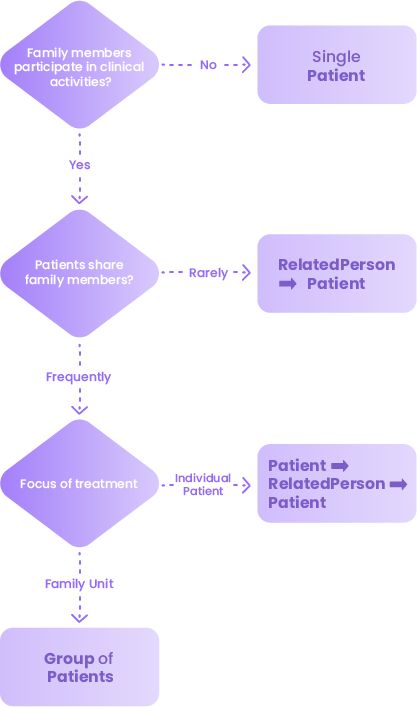 Family members
participate in clinical
activities?
No
Single
Patient
Yes
Patients share
family members?
Rarely
RelatedPerson
➡ Patient
Frequently
Focus of treatment
Individual
Patient
Patient ➡
RelatedPerson ➡
Patient
Family Unit
Group of
Patients